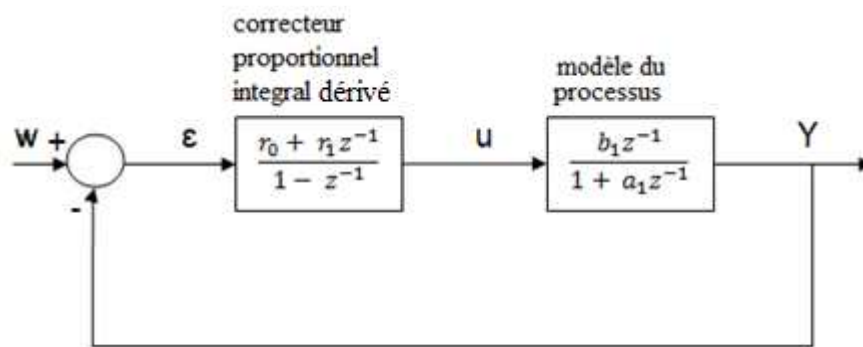 correcteur
proportionnel
integral dérivé
modèle du
processus
w + ε r₀ + r₁z⁻¹ / 1 − z⁻¹ u b₁z⁻¹ / 1 + a₁z⁻¹ Y
-